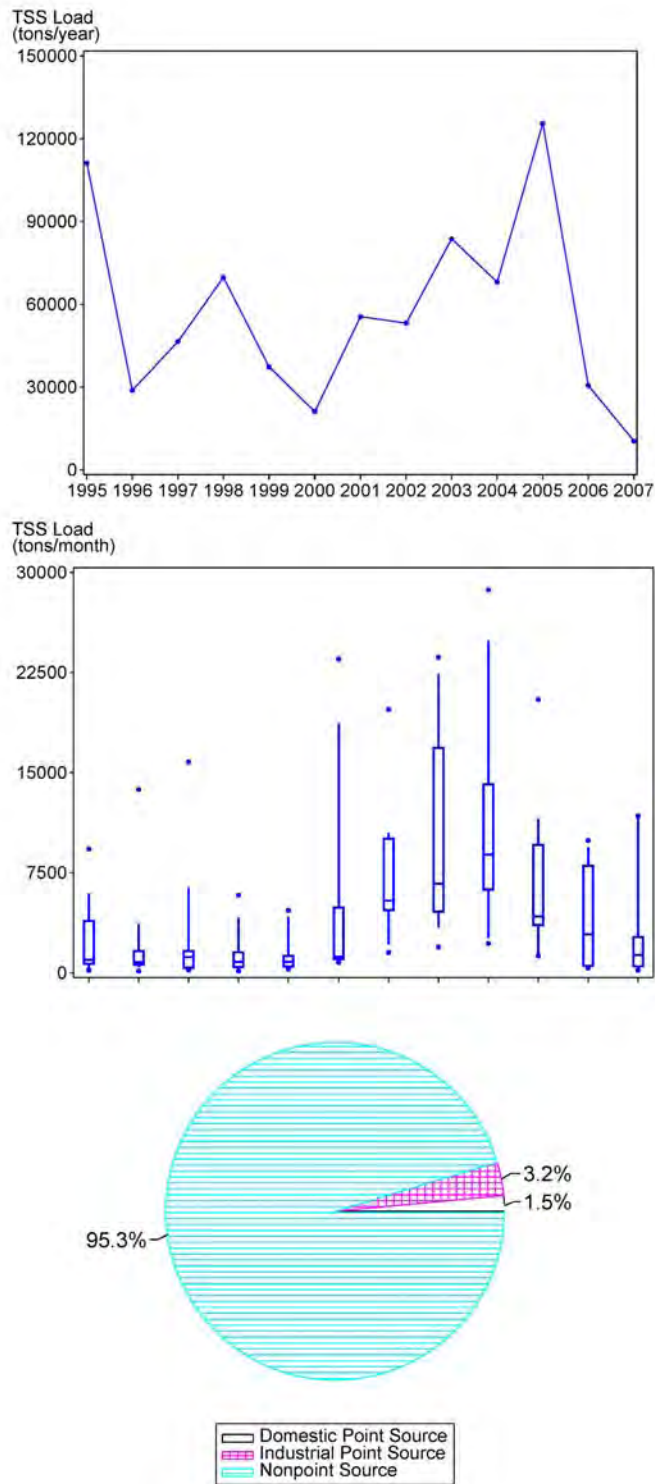 TSS Load
(tons/year)
150000
120000
90000
60000
30000
0
1995 1996 1997 1998 1999 2000 2001 2002 2003 2004 2005 2006 2007
TSS Load
(tons/month)
30000
22500
15000
7500
0
3.2%
1.5%
95.3%
Domestic Point Source
Industrial Point Source
Nonpoint Source